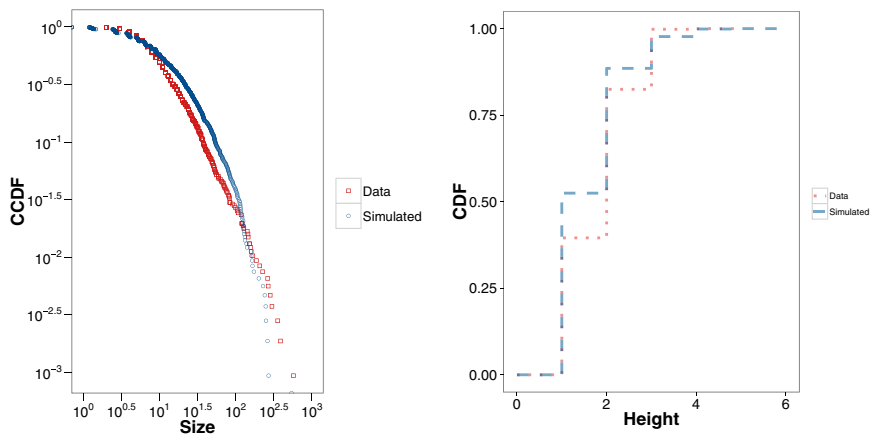 10^0
10^-0.5
10^-1
10^1.5
10^-2
10^-2.5
10^-3
CCDF
10^0 10^0.5 10^1 10^1.5 10^2 10^2.5 10^3
Size
Data
Simulated
1.00
0.75
0.50
0.25
0.00
CDF
0 2 4 6
Height
Data
Simulated